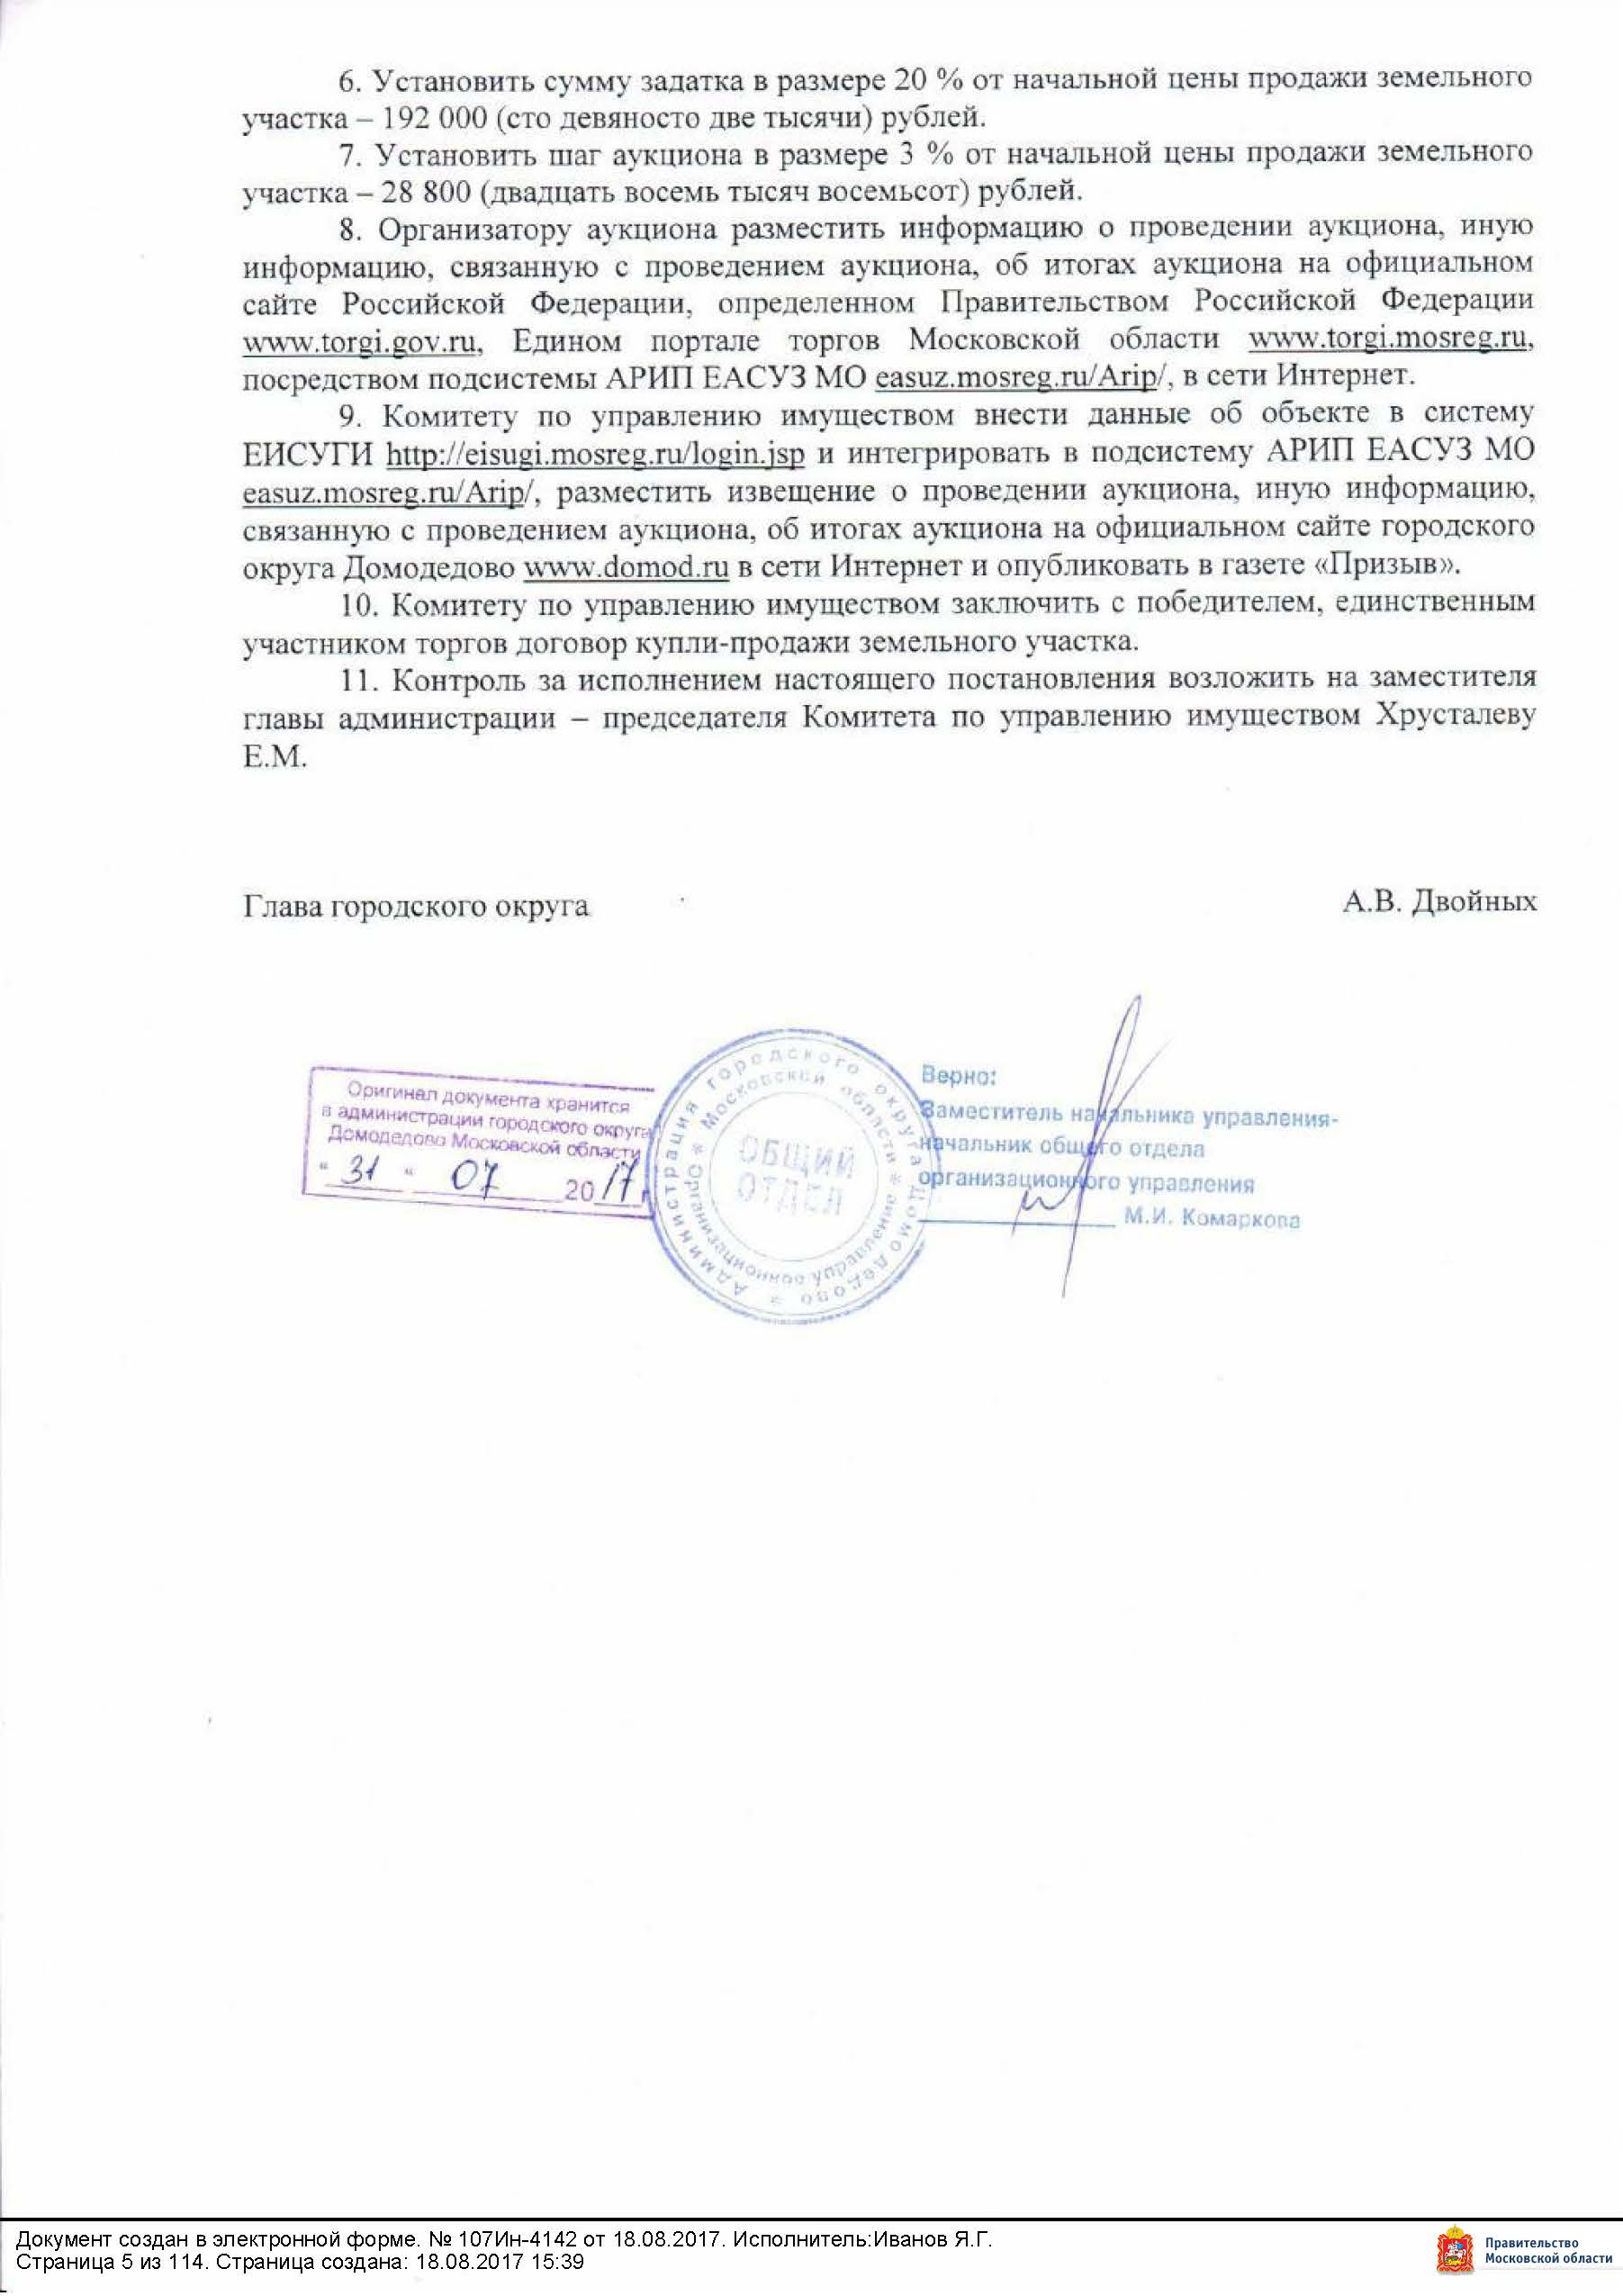 6. Установить сумму задатка в размере 20 % от начальной цены продажи земельного
участка – 192 000 (сто девяносто две тысячи) рублей.
7. Установить шаг аукциона в размере 3 % от начальной цены продажи земельного
участка – 28 800 (двадцать восемь тысяч восемьсот) рублей.
8. Организатору аукциона разместить информацию о проведении аукциона, иную
информацию, связанную с проведением аукциона, об итогах аукциона на официальном
сайте Российской Федерации, определенном Правительством Российской Федерации
www.torgi.gov.ru, Едином портале торгов Московской области www.torgi.mosreg.ru,
посредством подсистемы АРИП ЕАСУЗ МО easuz.mosreg.ru/Arip/, в сети Интернет.
9. Комитету по управлению имуществом внести данные об объекте в систему
ЕИСУГИ http://eisugi.mosreg.ru/login.jsp и интегрировать в подсистему АРИП ЕАСУЗ МО
easuz.mosreg.ru/Arip/, разместить извещение о проведении аукциона, иную информацию,
связанную с проведением аукциона, об итогах аукциона на официальном сайте городского
округа Домодедово www.domod.ru в сети Интернет и опубликовать в газете «Призыв».
10. Комитету по управлению имуществом заключить с победителем, единственным
участником торгов договор купли-продажи земельного участка.
11. Контроль за исполнением настоящего постановления возложить на заместителя
главы администрации – председателя Комитета по управлению имуществом Хрусталеву
Е.М.
Глава городского округа
А.В. Двойных
Оригинал документа хранится
в администрации городского округа
Домодедово Московской области
" 31 " 07 2017 г
Администрация городского округа Домодедово *
Московской области * Организационное управление *
ОБЩИЙ
ОТДЕЛ
Верно:
Заместитель начальника управления-
начальник общего отдела
организационного управления
М.И. Комаркова
Документ создан в электронной форме. № 107Ин-4142 от 18.08.2017. Исполнитель:Иванов Я.Г.
Страница 5 из 114. Страница создана: 18.08.2017 15:39
Правительство
Московской области